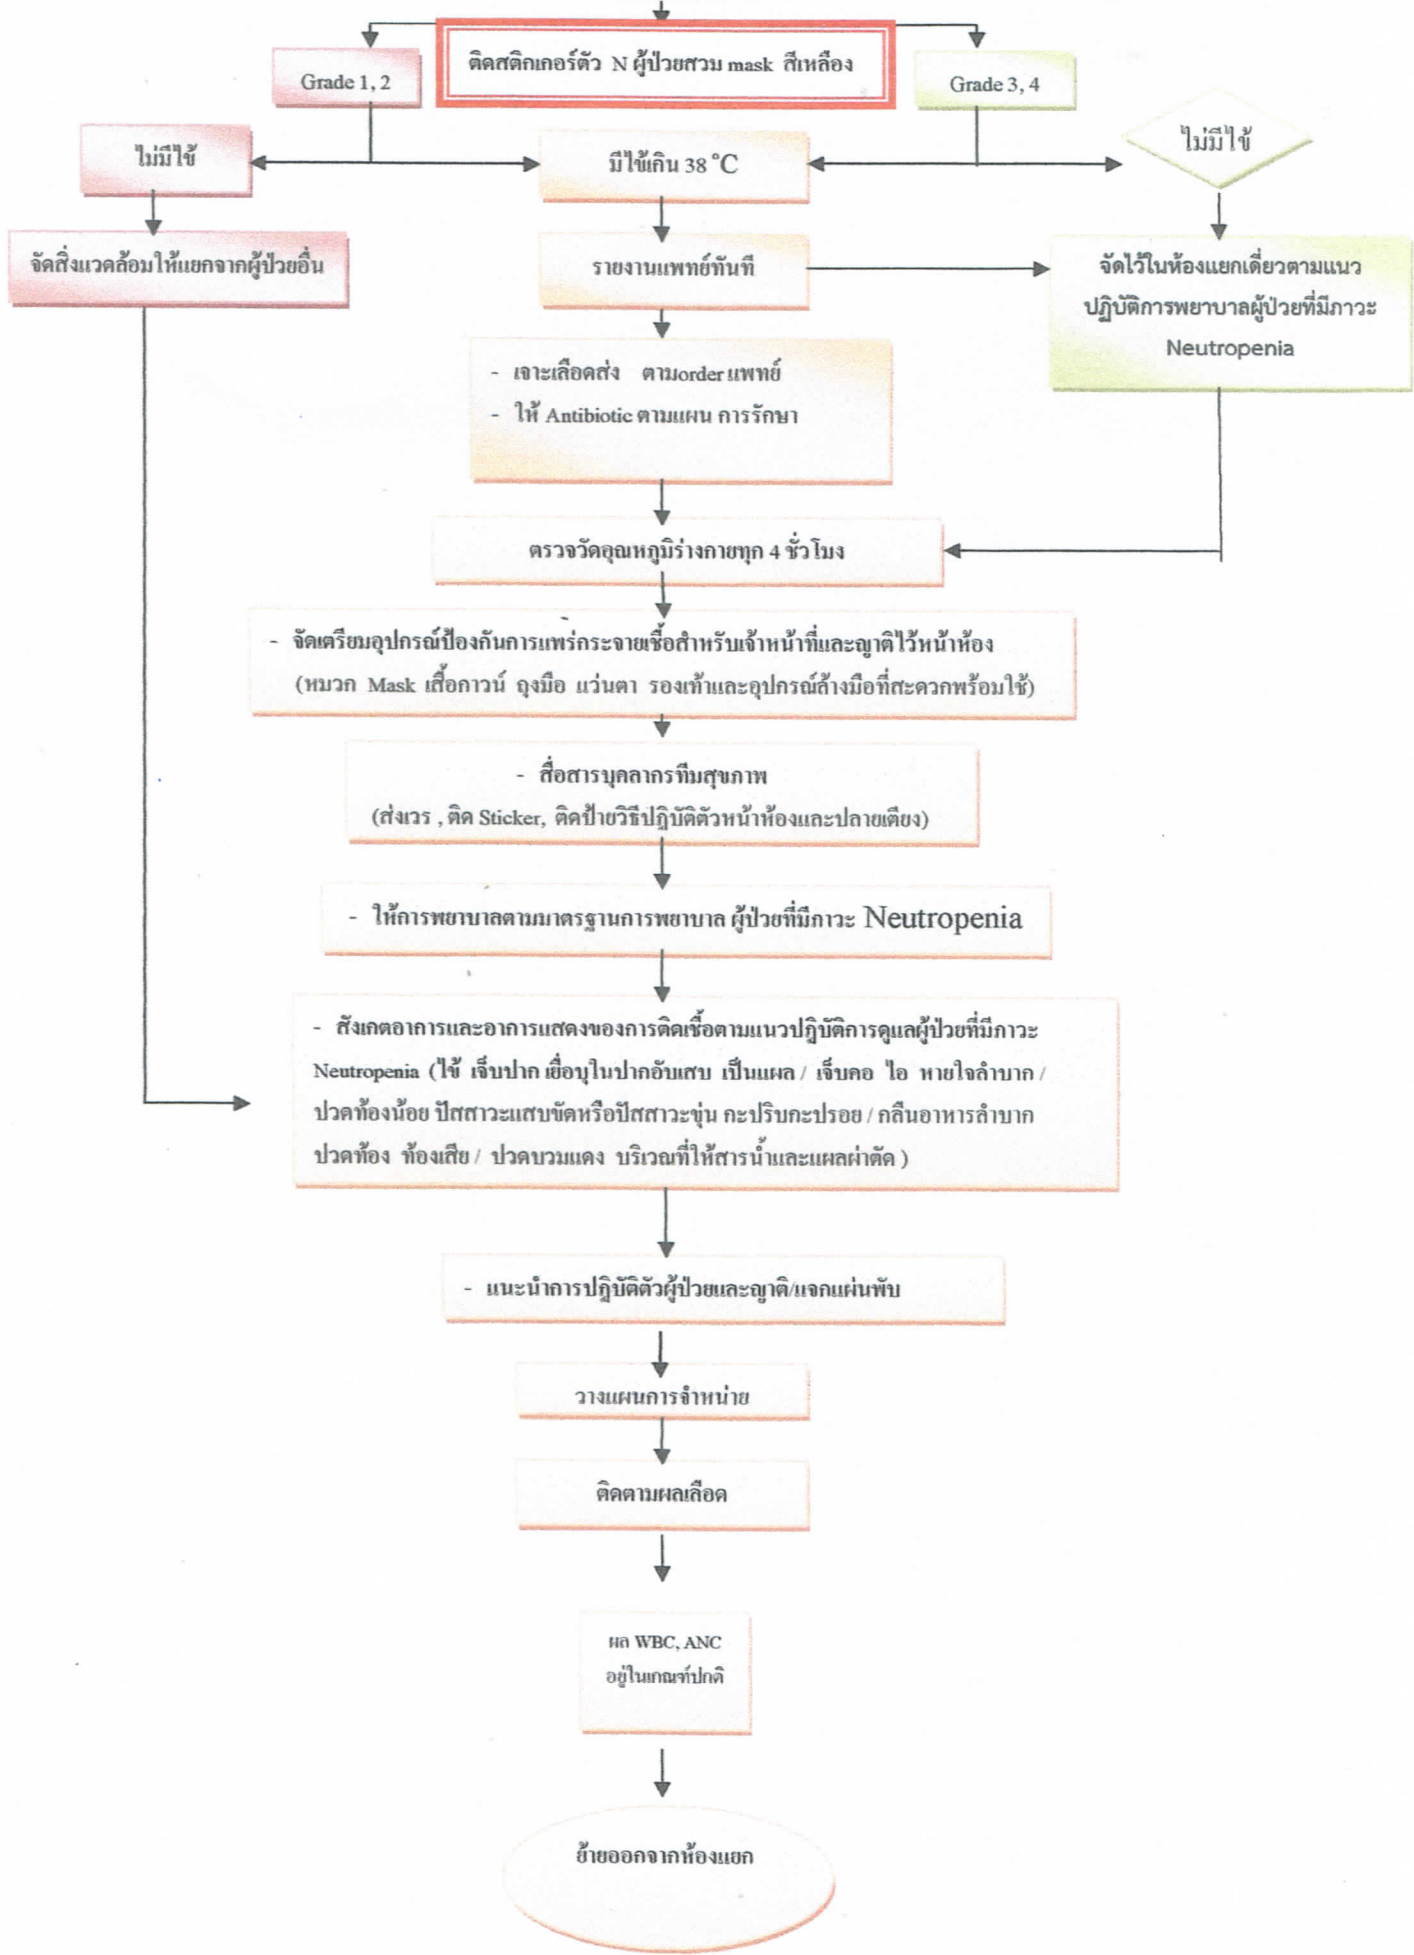 ติดสติกเกอร์ตัว N ผู้ป่วยสวม mask สีเหลือง
Grade 1, 2
Grade 3, 4
ไม่มีไข้
มีไข้เกิน 38 °C
ไม่มีไข้
จัดสิ่งแวดล้อมให้แยกจากผู้ป่วยอื่น
รายงานแพทย์ทันที
จัดไว้ในห้องแยกเดี่ยวตามแนว
ปฏิบัติการพยาบาลผู้ป่วยที่มีภาวะ
Neutropenia
- เจาะเลือดส่ง ตามorder แพทย์
- ให้ Antibiotic ตามแผน การรักษา
ตรวจวัดอุณหภูมิร่างกายทุก 4 ชั่วโมง
- จัดเตรียมอุปกรณ์ป้องกันการแพร่กระจายเชื้อสำหรับเจ้าหน้าที่และญาติไว้หน้าห้อง
(หมวก Mask เสื้อกาวน์ ถุงมือ แว่นตา รองเท้าและอุปกรณ์ล้างมือที่สะดวกพร้อมใช้)
- สื่อสารบุคลากรทีมสุขภาพ
(ส่งเวร , ติด Sticker, ติดป้ายวิธีปฏิบัติตัวหน้าห้องและปลายเตียง)
- ให้การพยาบาลตามมาตรฐานการพยาบาล ผู้ป่วยที่มีภาวะ Neutropenia
- สังเกตอาการและอาการแสดงของการติดเชื้อตามแนวปฏิบัติการดูแลผู้ป่วยที่มีภาวะ
Neutropenia (ไข้ เจ็บปาก เยื่อบุในปากอับเสบ เป็นแผล / เจ็บคอ ไอ หายใจลำบาก /
ปวดท้องน้อย ปัสสาวะแสบขัดหรือปัสสาวะขุ่น กะปริบกะปรอย / กลืนอาหารลำบาก
ปวดท้อง ท้องเสีย / ปวดบวมแดง บริเวณที่ให้สารน้ำและแผลผ่าตัด )
- แนะนำการปฏิบัติตัวผู้ป่วยและญาติ/แจกแผ่นพับ
วางแผนการจำหน่าย
ติดตามผลเลือด
ผล WBC, ANC
อยู่ในเกณฑ์ปกติ
ย้ายออกจากห้องแยก